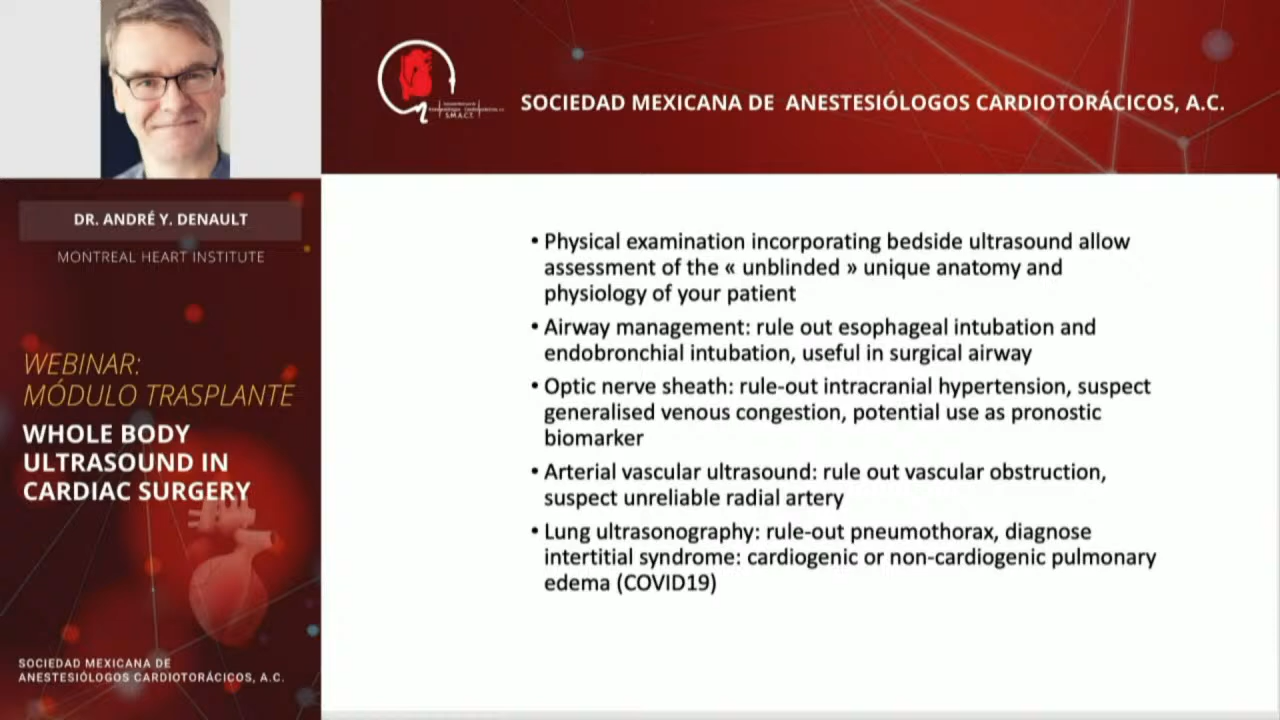 SOCIEDAD MEXICANA DE ANESTESIÓLOGOS CARDIOTORÁCICOS, A.C.
S.M.A.C.T.
DR. ANDRÉ Y. DENAULT
MONTREAL HEART INSTITUTE
WEBINAR:
MÓDULO TRASPLANTE
WHOLE BODY
ULTRASOUND IN
CARDIAC SURGERY
SOCIEDAD MEXICANA DE
ANESTESIÓLOGOS CARDIOTORÁCICOS, A.C.
• Physical examination incorporating bedside ultrasound allow
assessment of the « unblinded » unique anatomy and
physiology of your patient
• Airway management: rule out esophageal intubation and
endobronchial intubation, useful in surgical airway
• Optic nerve sheath: rule-out intracranial hypertension, suspect
generalised venous congestion, potential use as pronostic
biomarker
• Arterial vascular ultrasound: rule out vascular obstruction,
suspect unreliable radial artery
• Lung ultrasonography: rule-out pneumothorax, diagnose
intertitial syndrome: cardiogenic or non-cardiogenic pulmonary
edema (COVID19)